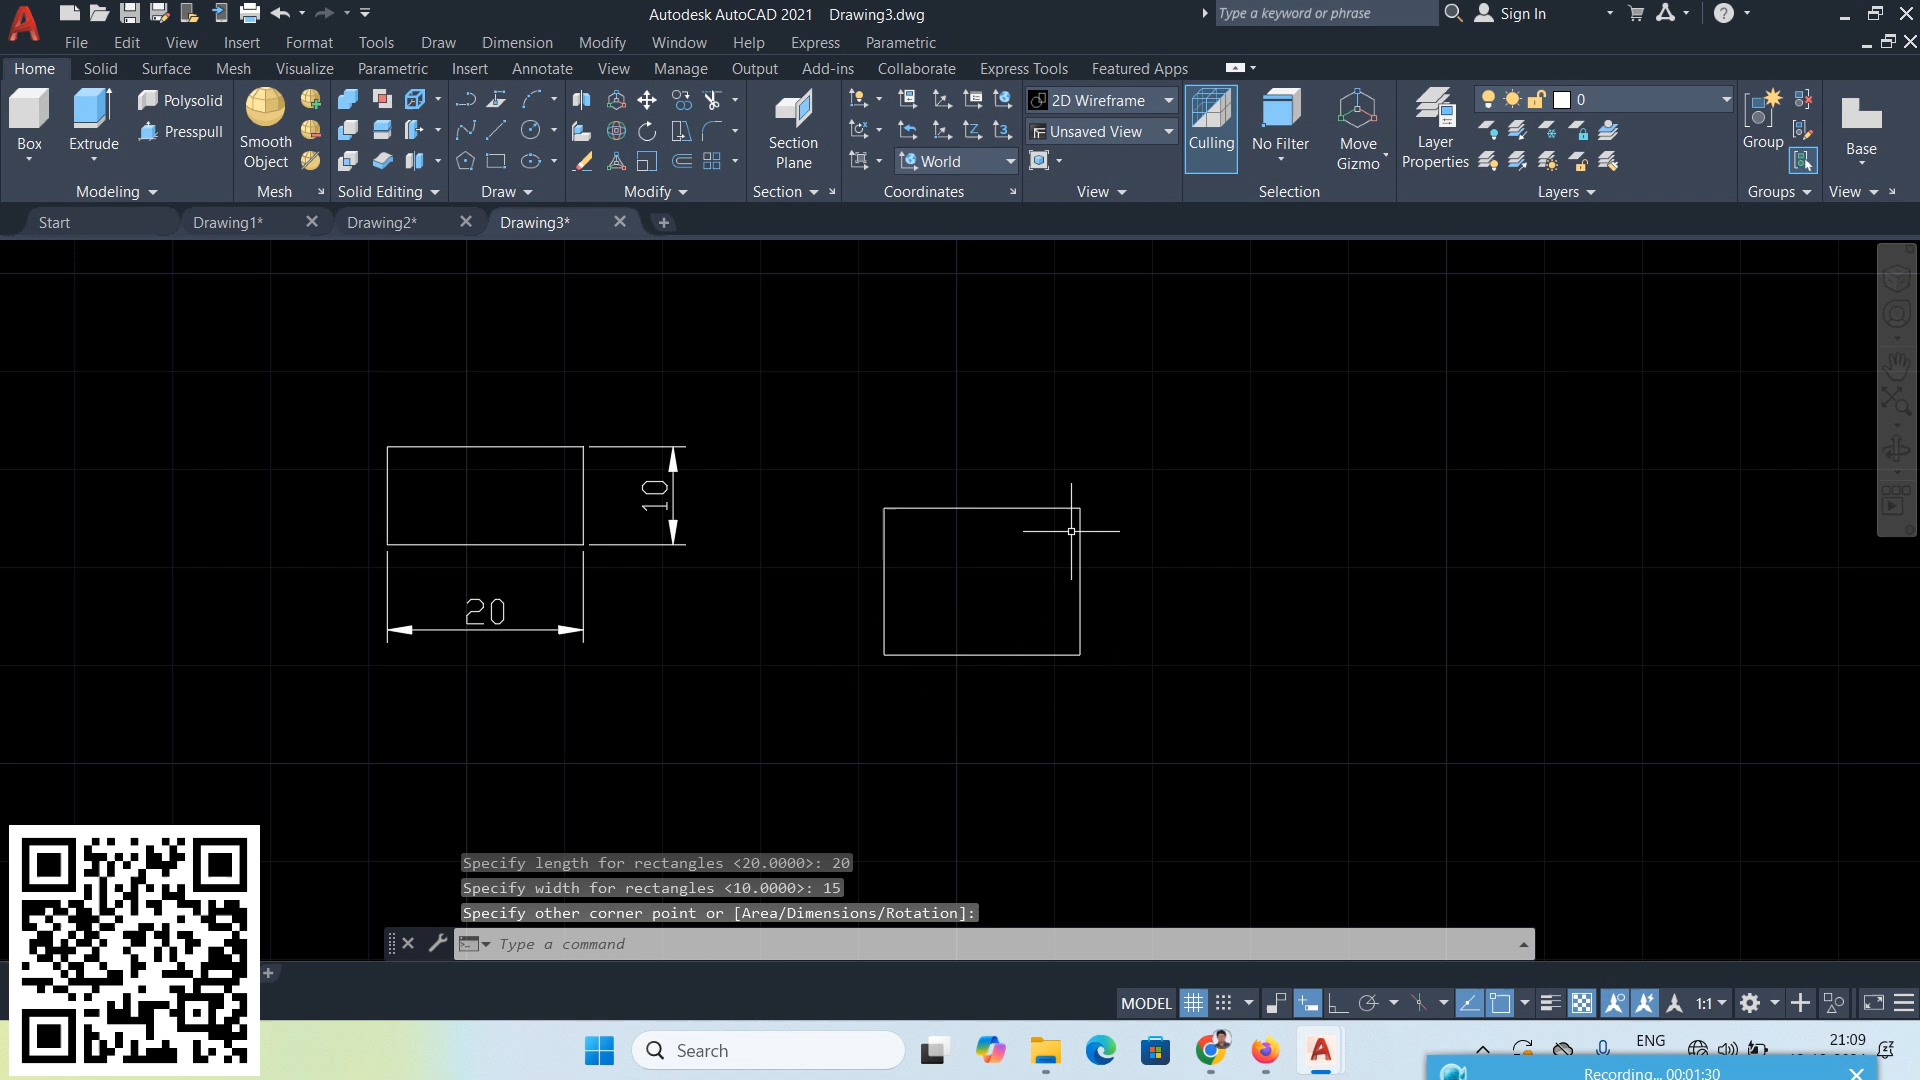 Autodesk AutoCAD 2021 Drawing3.dwg
Type a keyword or phrase
Sign In
File Edit View Insert Format Tools Draw Dimension Modify Window Help Express Parametric
Home Solid Surface Mesh Visualize Parametric Insert Annotate View Manage Output Add-ins Collaborate Express Tools Featured Apps
Box
Extrude
Polysolid
Presspull
Smooth
Object
Section
Plane
World
2D Wireframe
Unsaved View
Culling
No Filter
Move
Gizmo
Layer
Properties
0
Group
Base
Modeling Mesh Solid Editing Draw Modify Section Coordinates View Selection Layers Groups View
Start Drawing1* Drawing2* Drawing3*
10
20
Specify length for rectangles <20.0000>: 20
Specify width for rectangles <10.0000>: 15
Specify other corner point or [Area/Dimensions/Rotation]:
Type a command
MODEL
1:1
Search
ENG
21:09
Recording... 00:01:30